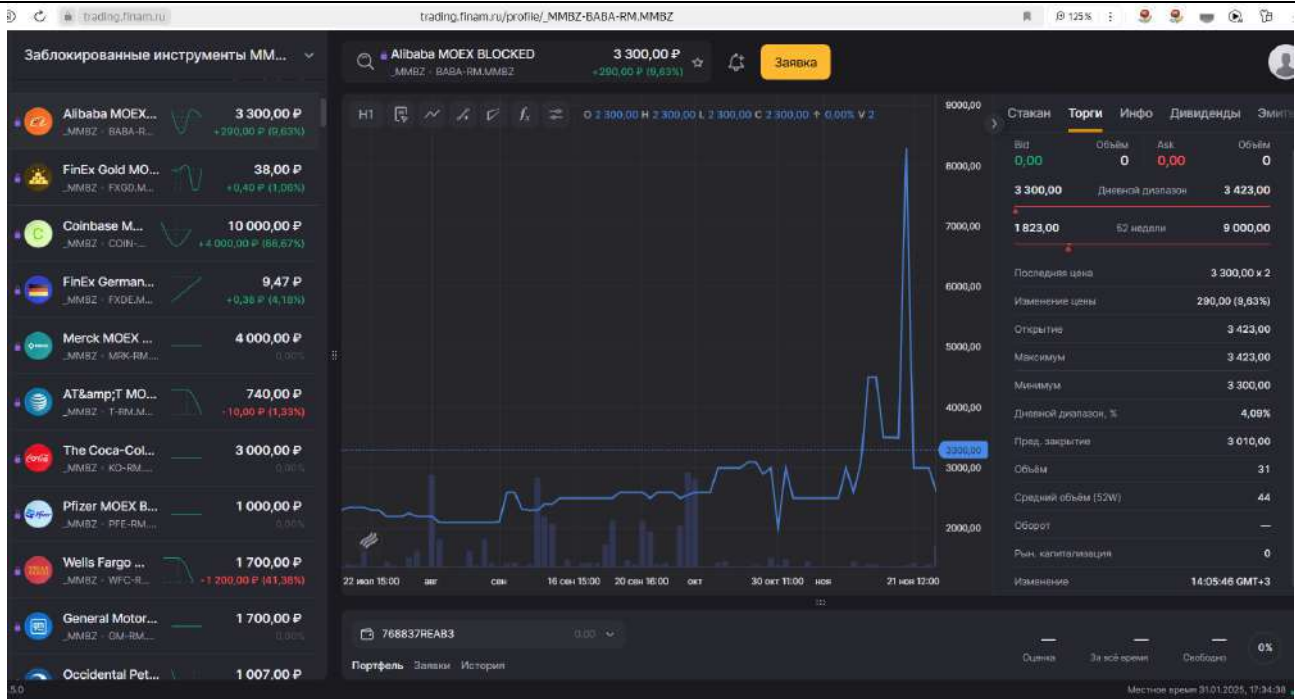 trading.finam.ru
trading.finam.ru/profile/_MMBZ-BABA-RM.MMBZ
125 %
Заблокированные инструменты ММ...
Alibaba MOEX BLOCKED
_MMBZ · BABA-RM.MMBZ
3 300,00 ₽
+290,00 ₽ (9,63%)
Заявка
Alibaba MOEX...
3 300,00 ₽
_MMBZ · BABA-R...
+290,00 ₽ (9,63%)
FinEx Gold MO...
38,00 ₽
_MMBZ · FXGD.M...
+0,40 ₽ (1,06%)
Coinbase M...
10 000,00 ₽
_MMBZ · COIN-...
+4 000,00 ₽ (66,67%)
FinEx German...
9,47 ₽
_MMBZ · FXDE.M...
+0,38 ₽ (4,18%)
Merck MOEX ...
4 000,00 ₽
_MMBZ · MRK-RM....
0,00%
AT&amp;T MO...
740,00 ₽
_MMBZ · T-RM.M...
-10,00 ₽ (1,33%)
The Coca-Col...
3 000,00 ₽
_MMBZ · KO-RM....
0,00%
Pfizer MOEX B...
1 000,00 ₽
_MMBZ · PFE-RM....
0,00%
Wells Fargo ...
1 700,00 ₽
_MMBZ · WFC-R...
-1 200,00 ₽ (41,38%)
General Motor...
1 700,00 ₽
_MMBZ · GM-RM....
0,00%
Occidental Pet...
1 007,00 ₽
5.0
H1
fx
O 2 300,00 H 2 300,00 L 2 300,00 C 2 300,00 + 0,00% V 2
9000,00
8000,00
7000,00
6000,00
5000,00
4000,00
3300,00
3000,00
2000,00
22 июл 15:00 авг сен 16 сен 15:00 20 сен 16:00 окт 30 окт 11:00 ноя 21 ноя 12:00
768837REAB3
0,00
Портфель Заявки История
Стакан Торги Инфо Дивиденды Эмит
Bid Объём Ask Объём
0,00 0 0,00 0
3 300,00 Дневной диапазон 3 423,00
1 823,00 52 недели 9 000,00
Последняя цена 3 300,00 x 2
Изменение цены 290,00 (9,63%)
Открытие 3 423,00
Максимум 3 423,00
Минимум 3 300,00
Дневной диапазон, % 4,09%
Пред. закрытие 3 010,00
Объём 31
Средний объём (52W) 44
Оборот —
Рын. капитализация 0
Изменение 14:05:46 GMT+3
— — —
Оценка За всё время Свободно
0%
Местное время 31.01.2025, 17:34:38